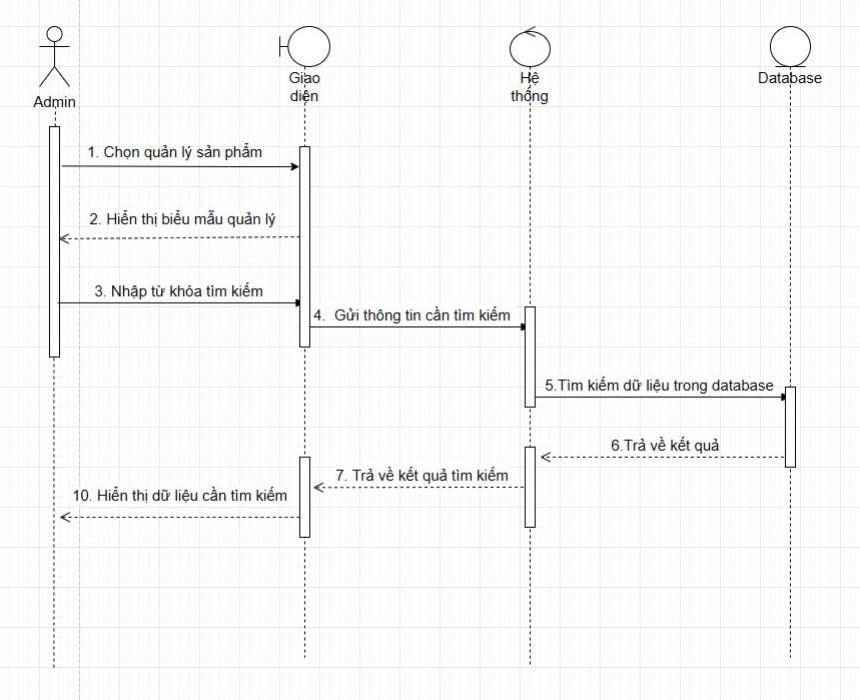 Admin
Giao
diện
Hệ
thống
Database
1. Chọn quản lý sản phẩm
2. Hiển thị biểu mẫu quản lý
3. Nhập từ khóa tìm kiếm
4. Gửi thông tin cần tìm kiếm
5.Tìm kiếm dữ liệu trong database
6.Trả về kết quả
7. Trả về kết quả tìm kiếm
10. Hiển thị dữ liệu cần tìm kiếm